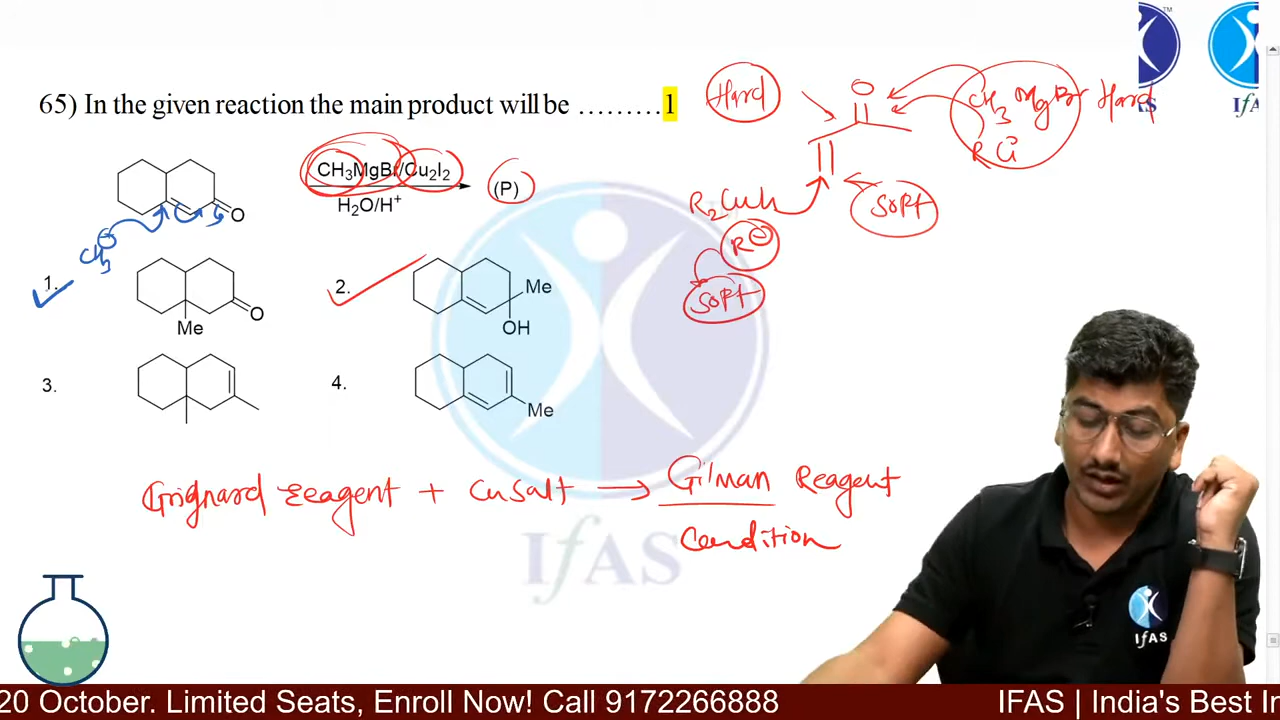 65) In the given reaction the main product will be ………1
CH3MgBr/Cu2I2
H2O/H+
(P)
O
CH3
1.
O
Me
2.
Me
OH
3.
4.
Me
Hard
O
CH3MgBr Hard
R Li
R2CuLi
Soft
R⊖
Soft
Grignard reagent + Cu Salt → Gilman Reagent
Condition
IfAS
IfAS
20 October. Limited Seats, Enroll Now! Call 9172266888
IFAS | India's Best In